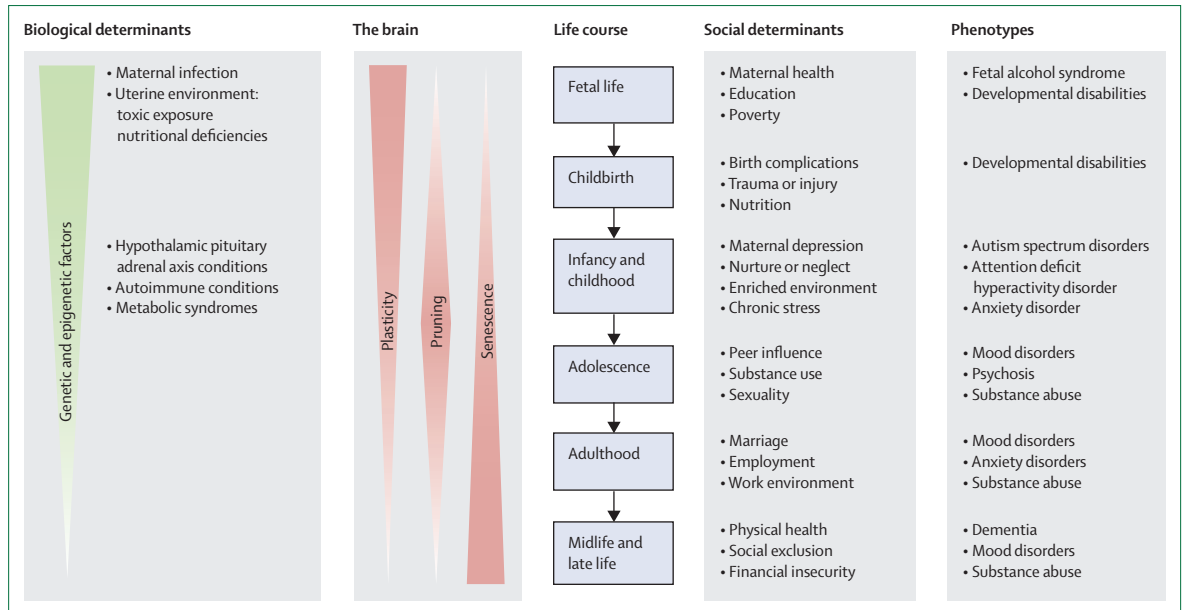 Biological determinants
The brain
Life course
Social determinants
Phenotypes
Genetic and epigenetic factors
• Maternal infection
• Uterine environment:
toxic exposure
nutritional deficiencies
• Hypothalamic pituitary
adrenal axis conditions
• Autoimmune conditions
• Metabolic syndromes
Plasticity
Pruning
Senescence
Fetal life
Childbirth
Infancy and
childhood
Adolescence
Adulthood
Midlife and
late life
• Maternal health
• Education
• Poverty
• Birth complications
• Trauma or injury
• Nutrition
• Maternal depression
• Nurture or neglect
• Enriched environment
• Chronic stress
• Peer influence
• Substance use
• Sexuality
• Marriage
• Employment
• Work environment
• Physical health
• Social exclusion
• Financial insecurity
• Fetal alcohol syndrome
• Developmental disabilities
• Developmental disabilities
• Autism spectrum disorders
• Attention deficit
hyperactivity disorder
• Anxiety disorder
• Mood disorders
• Psychosis
• Substance abuse
• Mood disorders
• Anxiety disorders
• Substance abuse
• Dementia
• Mood disorders
• Substance abuse